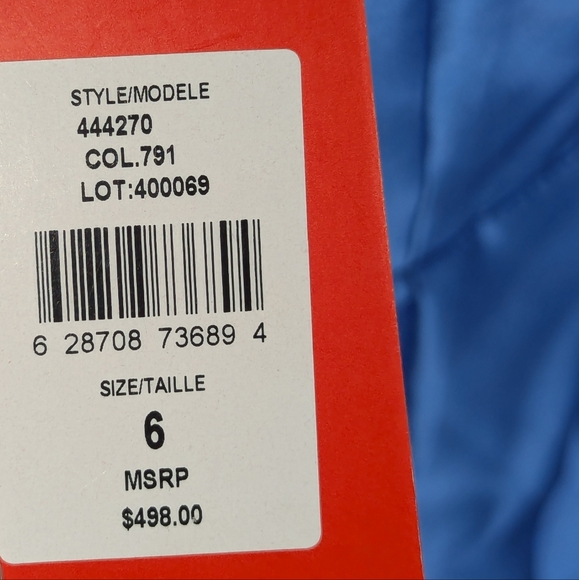 STYLE/MODELE
444270
COL.791
LOT:400069
6 28708 73689 4
SIZE/TAILLE
6
MSRP
$498.00